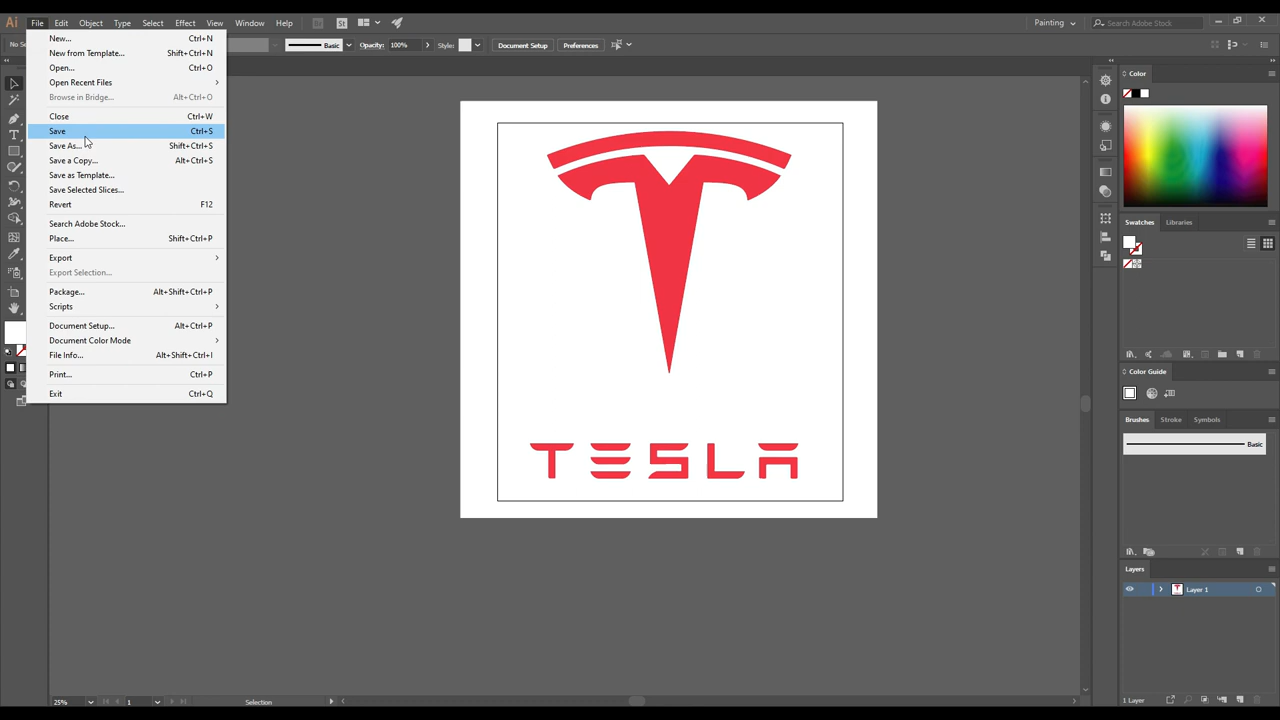 Ai File Edit Object Type Select Effect View Window Help Br St Painting Search Adobe Stock
No Se Basic Opacity: 100% Style: Document Setup Preferences
New... Ctrl+N
New from Template... Shift+Ctrl+N
Open... Ctrl+O
Open Recent Files
Browse in Bridge... Alt+Ctrl+O
Close Ctrl+W
Save Ctrl+S
Save As... Shift+Ctrl+S
Save a Copy... Alt+Ctrl+S
Save as Template...
Save Selected Slices...
Revert F12
Search Adobe Stock...
Place... Shift+Ctrl+P
Export
Export Selection...
Package... Alt+Shift+Ctrl+P
Scripts
Document Setup... Alt+Ctrl+P
Document Color Mode
File Info... Alt+Shift+Ctrl+I
Print... Ctrl+P
Exit Ctrl+Q
TESLA
Color
Swatches Libraries
Color Guide
Brushes Stroke Symbols
Basic
Layers
Layer 1
1 Layer
25% 1 Selection